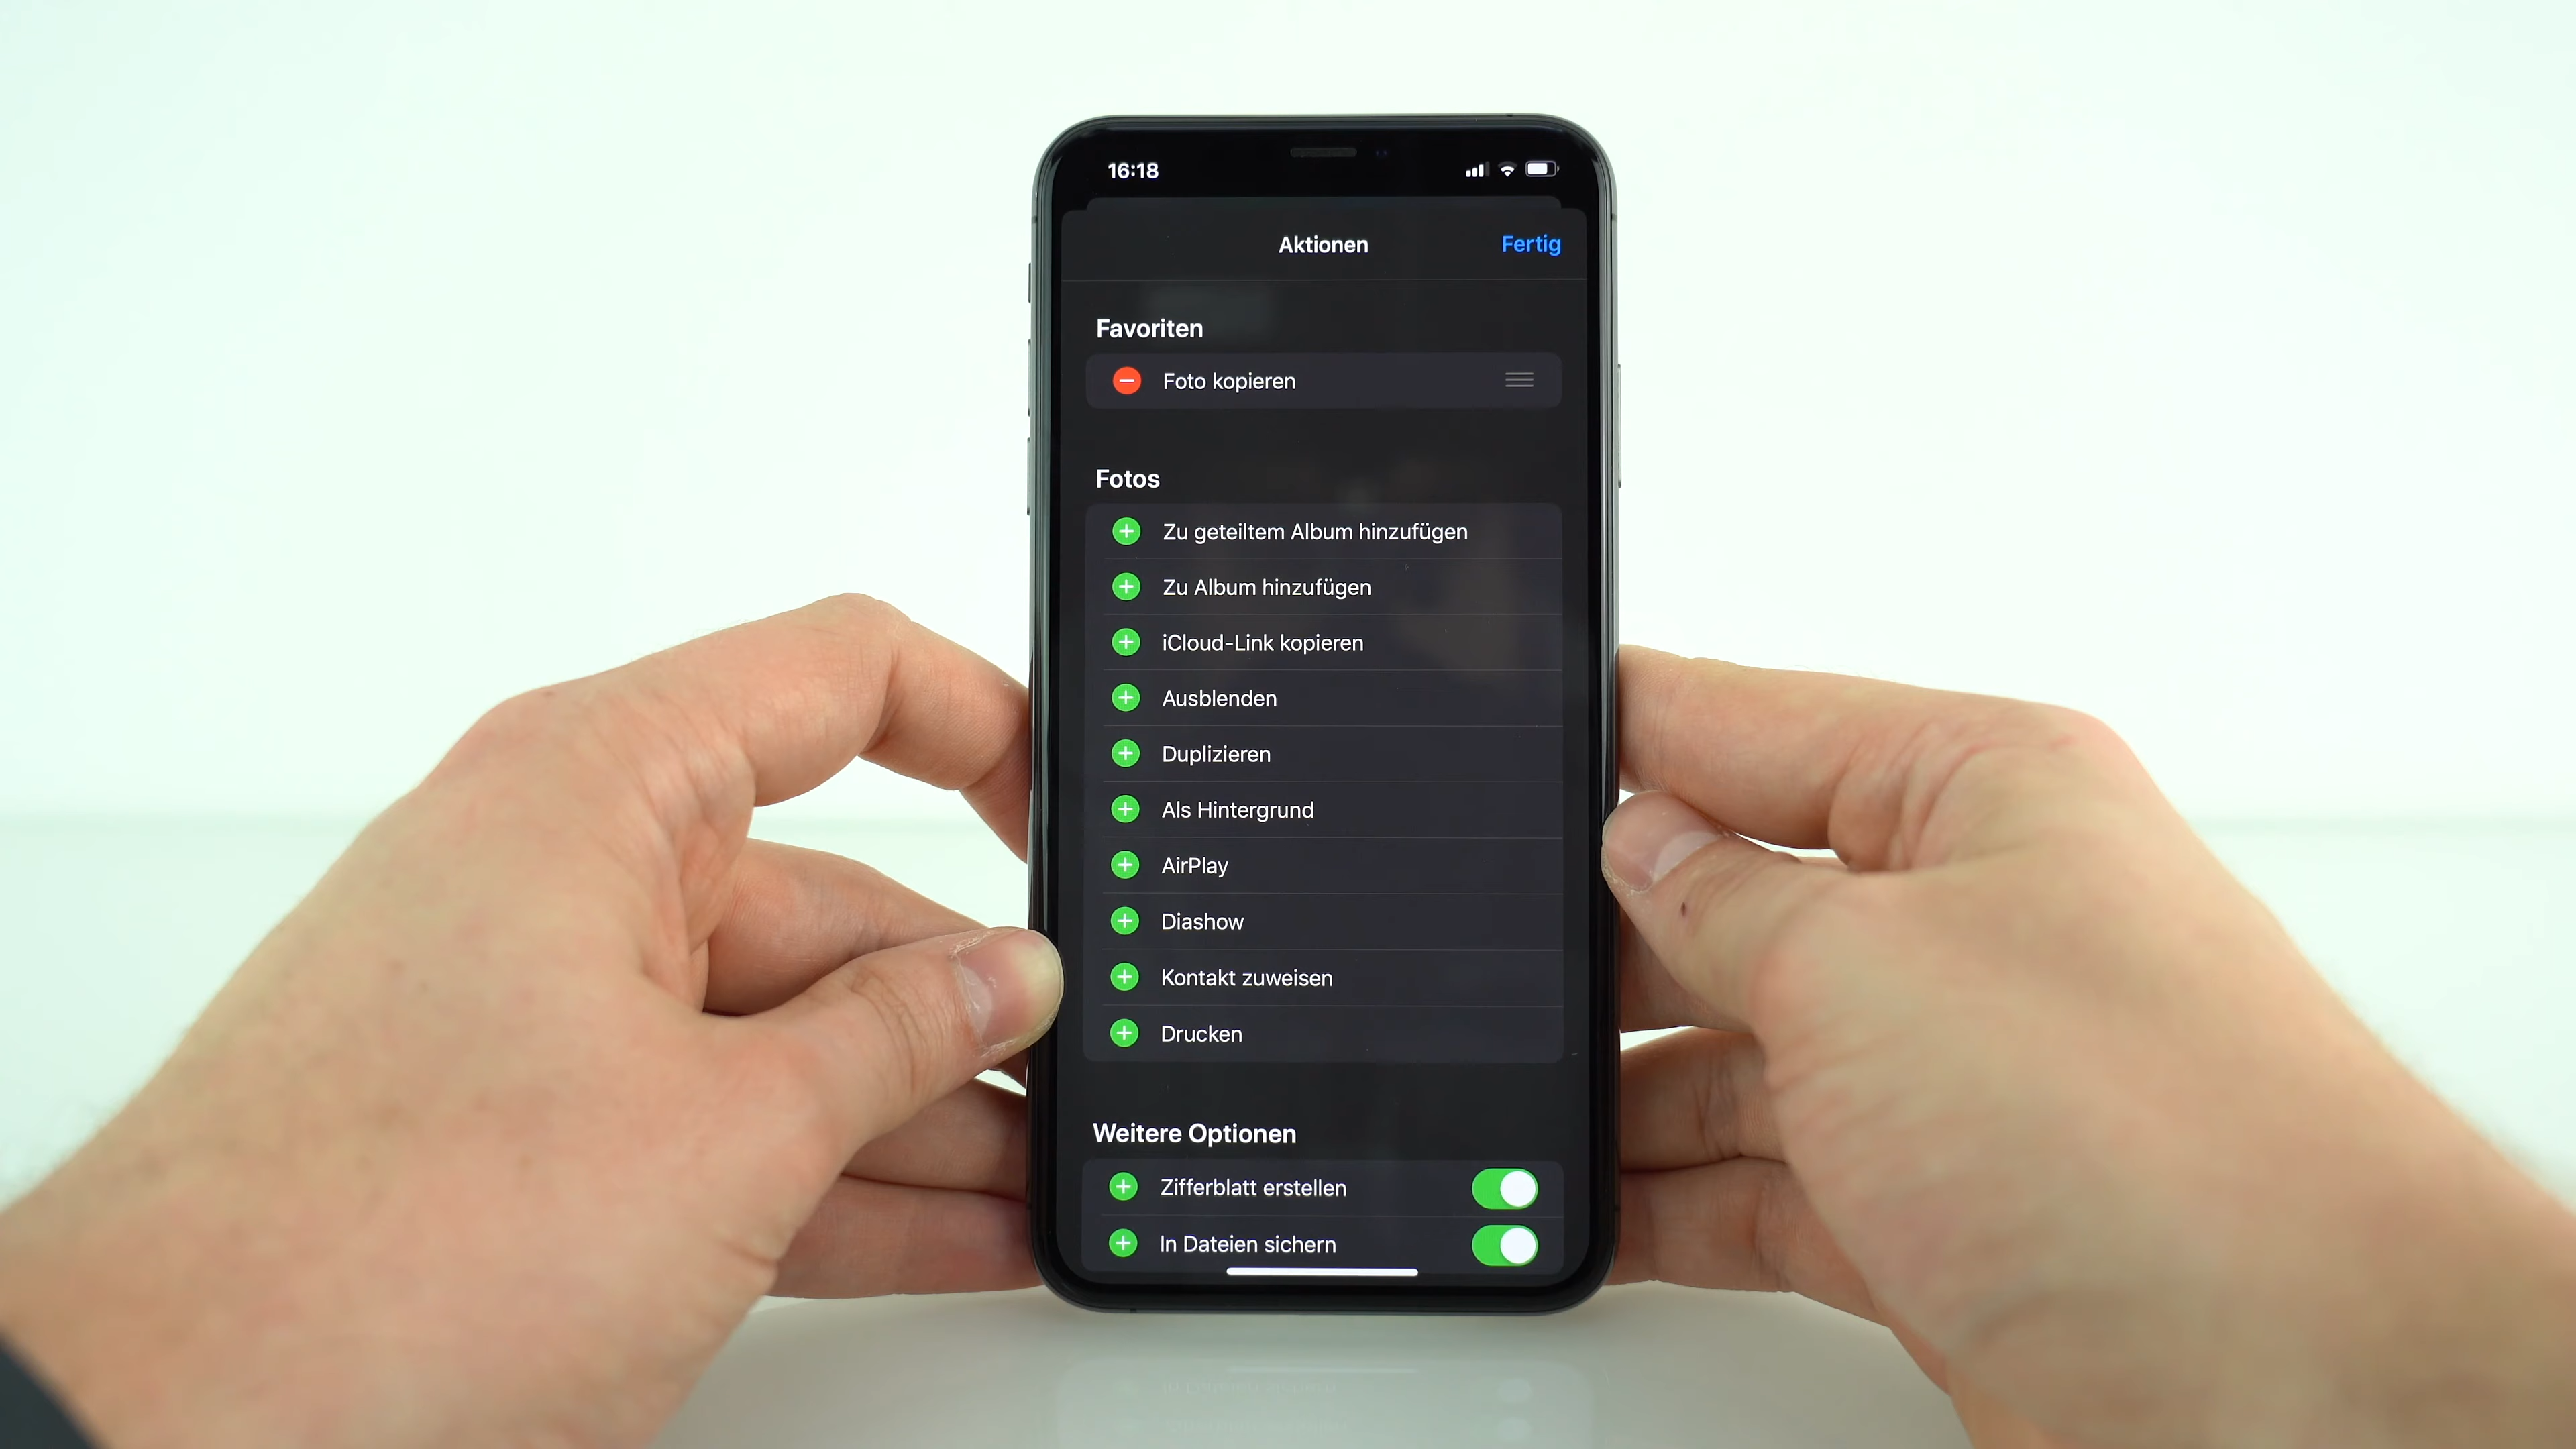 16:18
Aktionen
Fertig
Favoriten
Foto kopieren
Fotos
Zu geteiltem Album hinzufügen
Zu Album hinzufügen
iCloud-Link kopieren
Ausblenden
Duplizieren
Als Hintergrund
AirPlay
Diashow
Kontakt zuweisen
Drucken
Weitere Optionen
Zifferblatt erstellen
In Dateien sichern